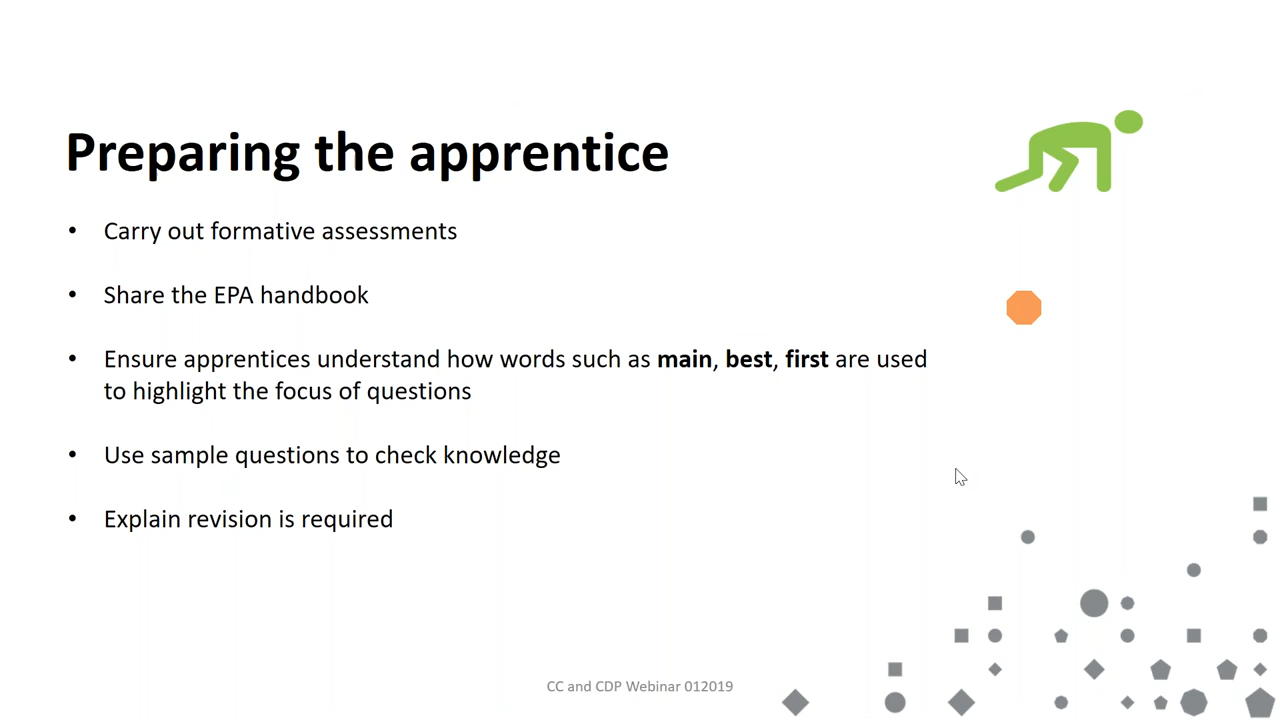 Preparing the apprentice
• Carry out formative assessments
• Share the EPA handbook
• Ensure apprentices understand how words such as main, best, first are used
to highlight the focus of questions
• Use sample questions to check knowledge
• Explain revision is required
CC and CDP Webinar 012019